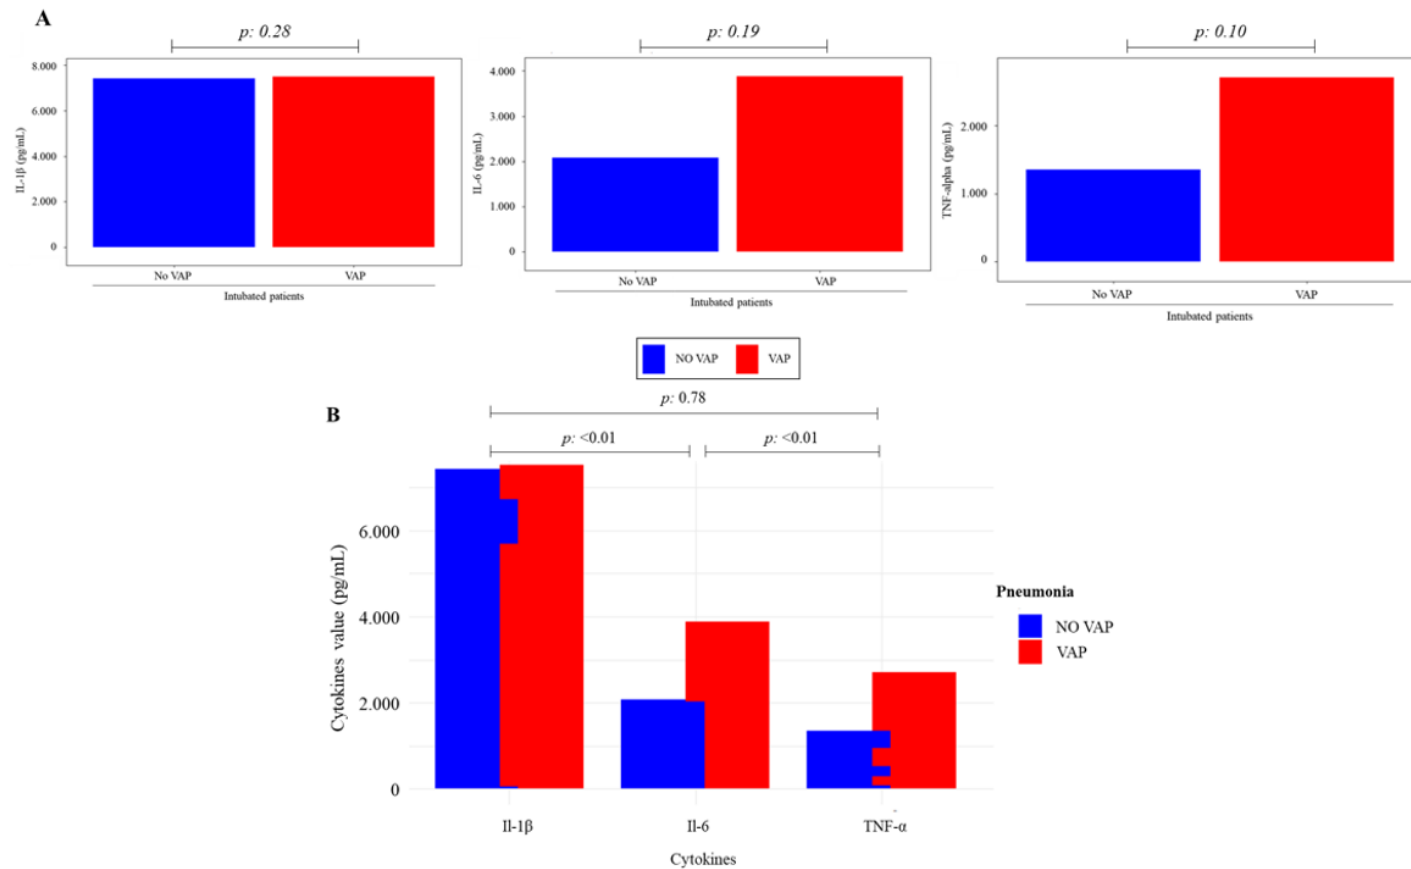 A
p: 0.28
p: 0.19
p: 0.10
IL-1β (pg/mL)
8.000
6.000
4.000
2.000
0
No VAP VAP
Intubated patients
IL-6 (pg/mL)
4.000
3.000
2.000
1.000
0
No VAP VAP
Intubated patients
TNF-alpha (pg/mL)
2.000
1.000
0
No VAP VAP
Intubated patients
NO VAP VAP
B
p: 0.78
p: <0.01
p: <0.01
Cytokines value (pg/mL)
6.000
4.000
2.000
0
Il-1β Il-6 TNF-α
Cytokines
Pneumonia
NO VAP
VAP